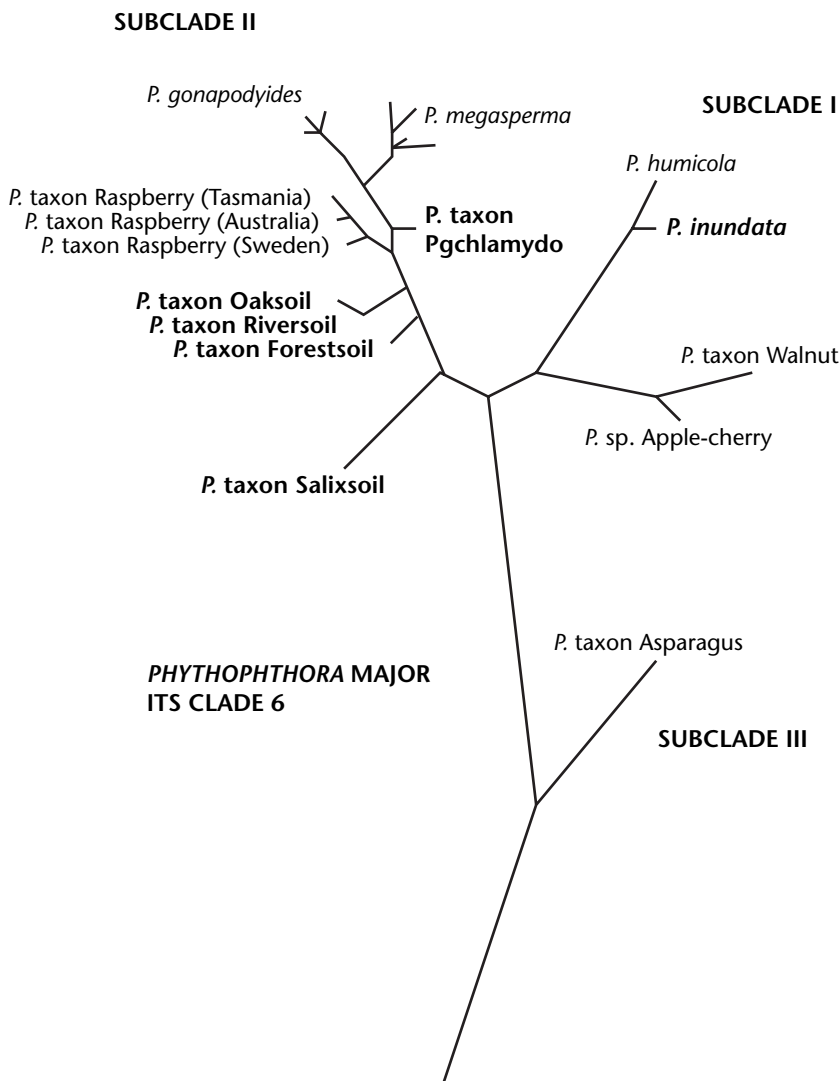 SUBCLADE II
P. gonapodyides
P. megasperma
SUBCLADE I
P. humicola
P. taxon Raspberry (Tasmania)
P. taxon Raspberry (Australia)
P. taxon Raspberry (Sweden)
P. taxon
Pgchlamydo
P. inundata
P. taxon Oaksoil
P. taxon Riversoil
P. taxon Forestsoil
P. taxon Walnut
P. sp. Apple-cherry
P. taxon Salixsoil
P. taxon Asparagus
PHYTHOPHTHORA MAJOR
ITS CLADE 6
SUBCLADE III